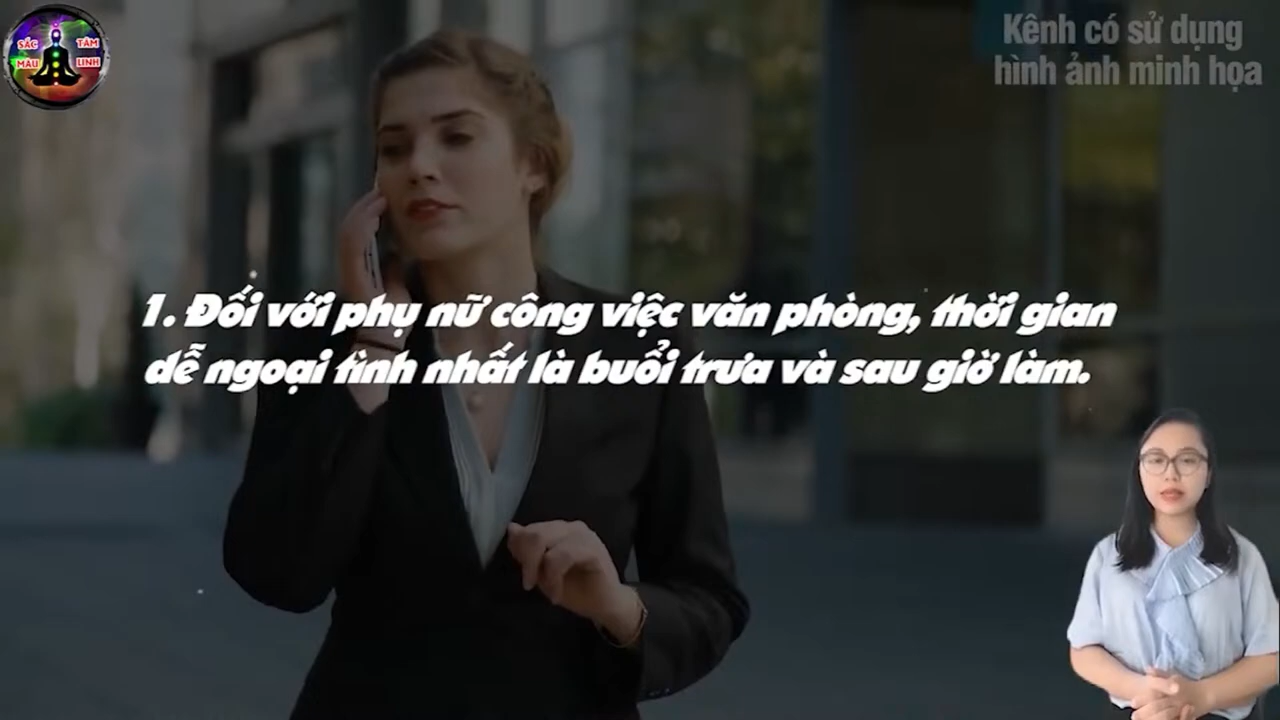 SẮC TÂM
MÀU LINH
Kênh có sử dụng
hình ảnh minh họa
1. Đối với phụ nữ công việc văn phòng, thời gian
dễ ngoại tình nhất là buổi trưa và sau giờ làm.